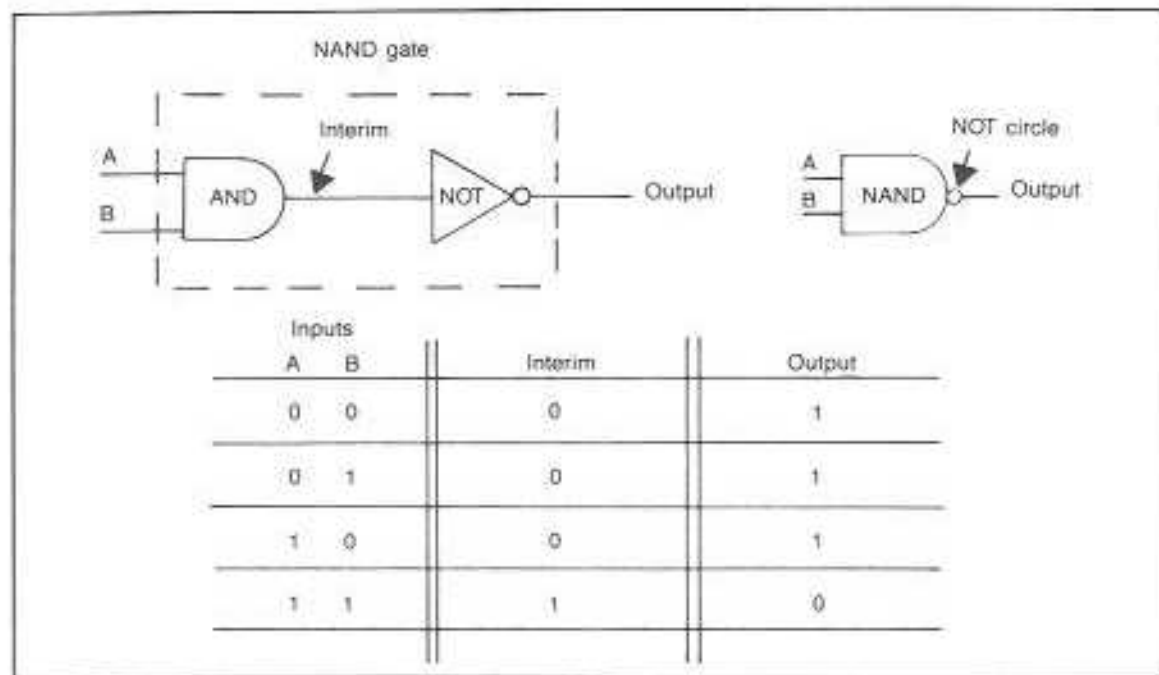 NAND gate
Interim
NOT circle
A
AND
NOT
Output
B
A
NAND
Output
B
Inputs
A B Interim Output
0 0 0 1
0 1 0 1
1 0 0 1
1 1 1 0